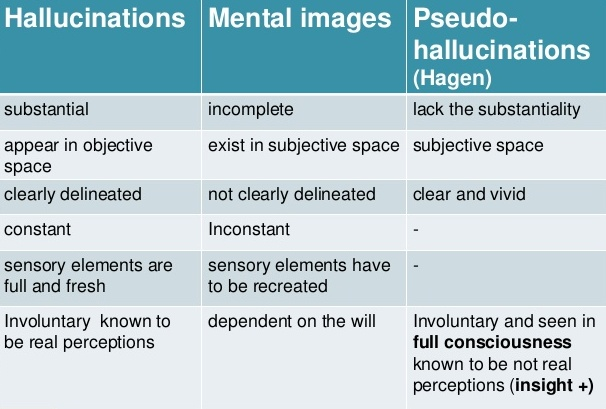 Hallucinations
Mental images
Pseudo-
hallucinations
(Hagen)
substantial
incomplete
lack the substantiality
appear in objective
space
exist in subjective space
subjective space
clearly delineated
not clearly delineated
clear and vivid
constant
Inconstant
-
sensory elements are
full and fresh
sensory elements have
to be recreated
-
Involuntary known to
be real perceptions
dependent on the will
Involuntary and seen in
full consciousness
known to be not real
perceptions (insight +)